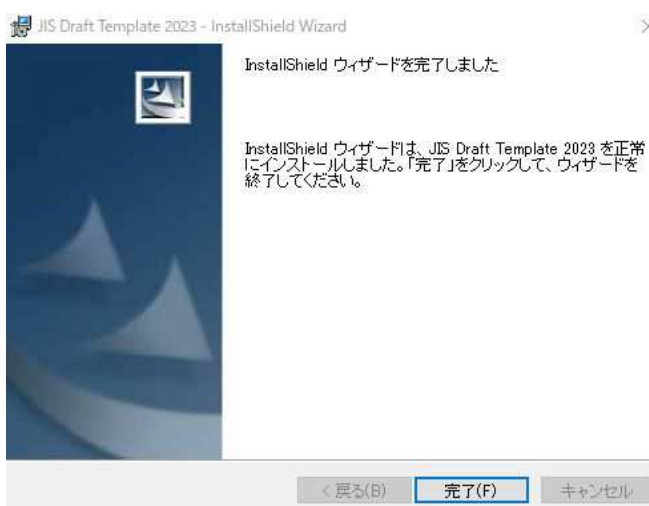 JIS Draft Template 2023 - InstallShield Wizard
InstallShield ウィザードを完了しました
InstallShield ウィザードは、JIS Draft Template 2023 を正常
にインストールしました。「完了」をクリックして、ウィザードを
終了してください。
< 戻る(B)
完了(F)
キャンセル